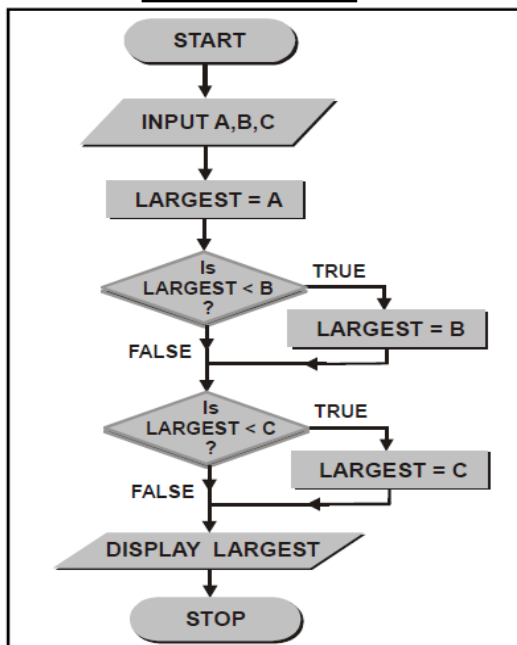 START
INPUT A,B,C
LARGEST = A
Is
LARGEST < B
?
TRUE
LARGEST = B
FALSE
Is
LARGEST < C
?
TRUE
LARGEST = C
FALSE
DISPLAY LARGEST
STOP